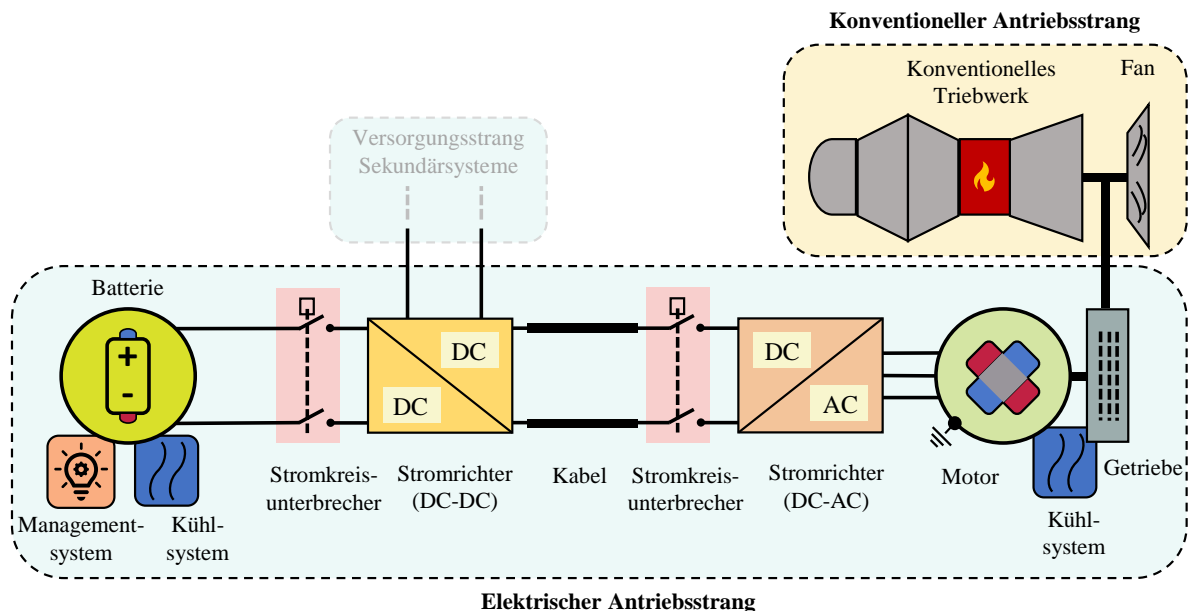 Konventioneller Antriebsstrang
Konventionelles
Triebwerk
Fan
Versorgungsstrang
Sekundärsysteme
Batterie
+
-
DC
DC
DC
AC
Management-
system
Kühl-
system
Stromkreis-
unterbrecher
Stromrichter
(DC-DC)
Kabel
Stromkreis-
unterbrecher
Stromrichter
(DC-AC)
Motor
Getriebe
Kühl-
system
Elektrischer Antriebsstrang